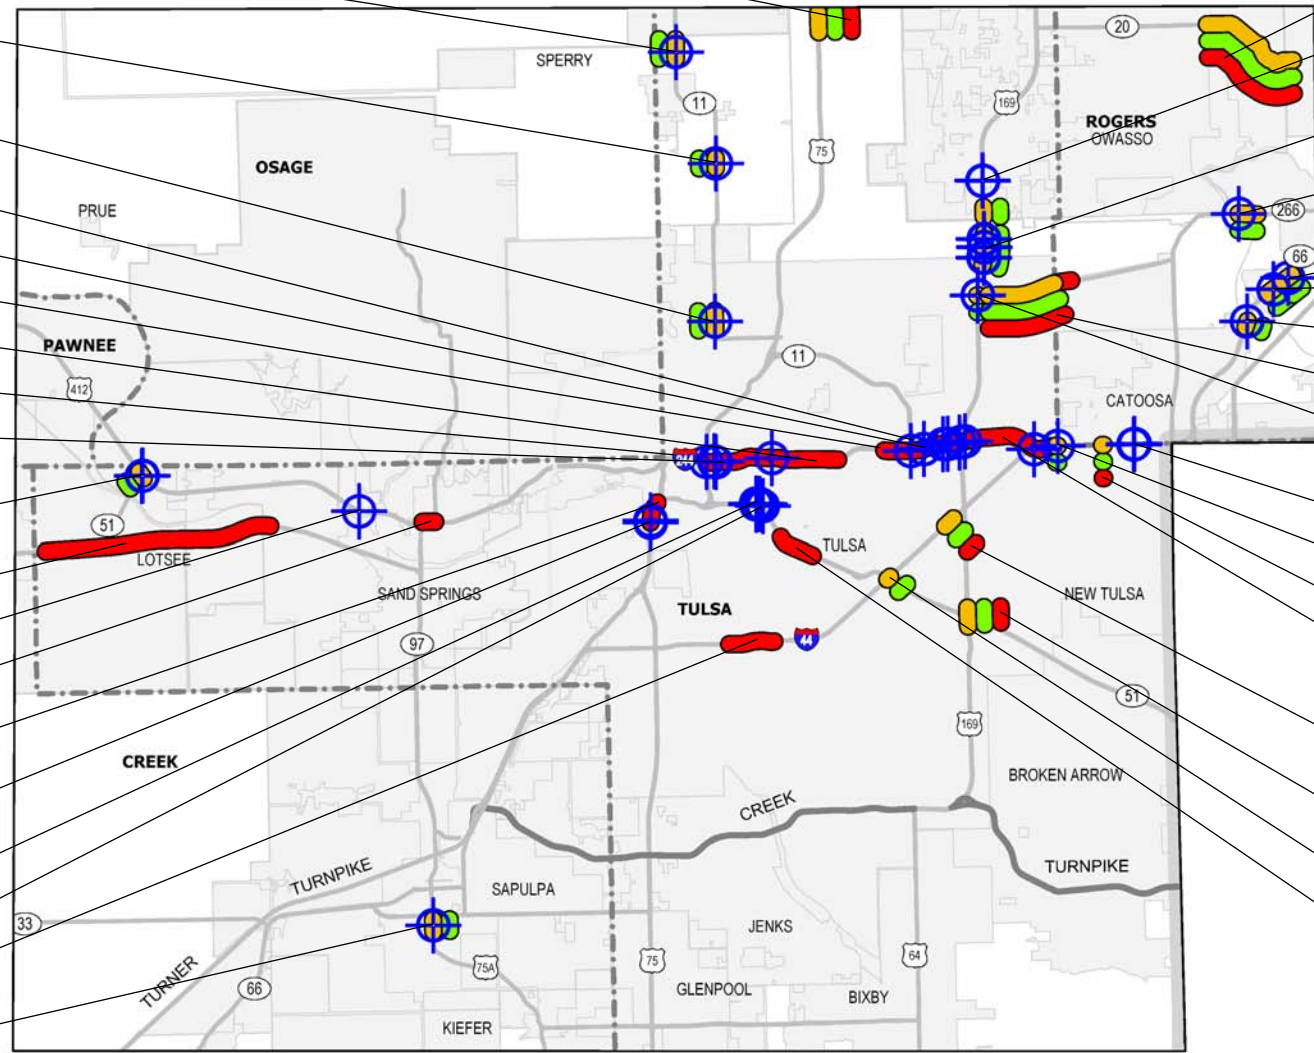 20
SPERRY
11
169
ROGERS
OWASSO
75
OSAGE
PRUE
266
66
PAWNEE
11
412
CATOOSA
51
LOTSEE
TULSA
SAND SPRINGS
NEW TULSA
TULSA
97
44
51
169
CREEK
BROKEN ARROW
CREEK
TURNPIKE
TURNPIKE
SAPULPA
33
JENKS
TURNER
75
64
75A
66
GLENPOOL
BIXBY
KIEFER